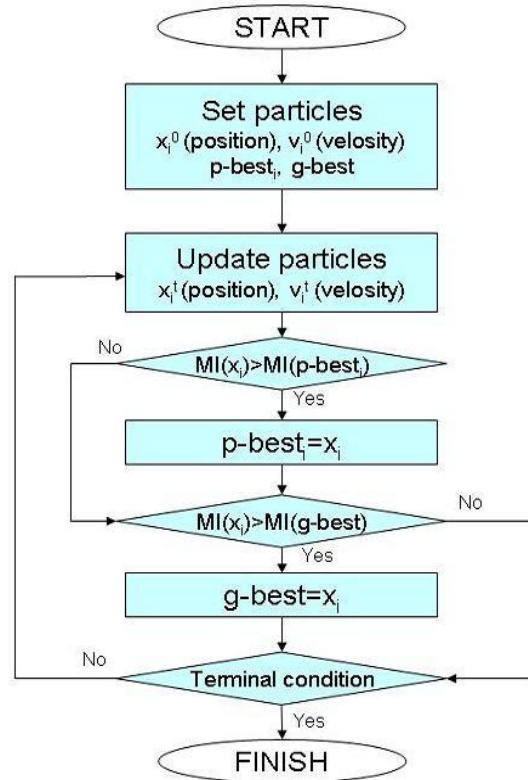 START
Set particles
xᵢ⁰ (position), vᵢ⁰ (velosity)
p-bestᵢ, g-best
Update particles
xᵢᵗ (position), vᵢᵗ (velosity)
No
MI(xᵢ)>MI(p-bestᵢ)
Yes
p-bestᵢ=xᵢ
No
MI(xᵢ)>MI(g-best)
Yes
g-best=xᵢ
No
Terminal condition
Yes
FINISH